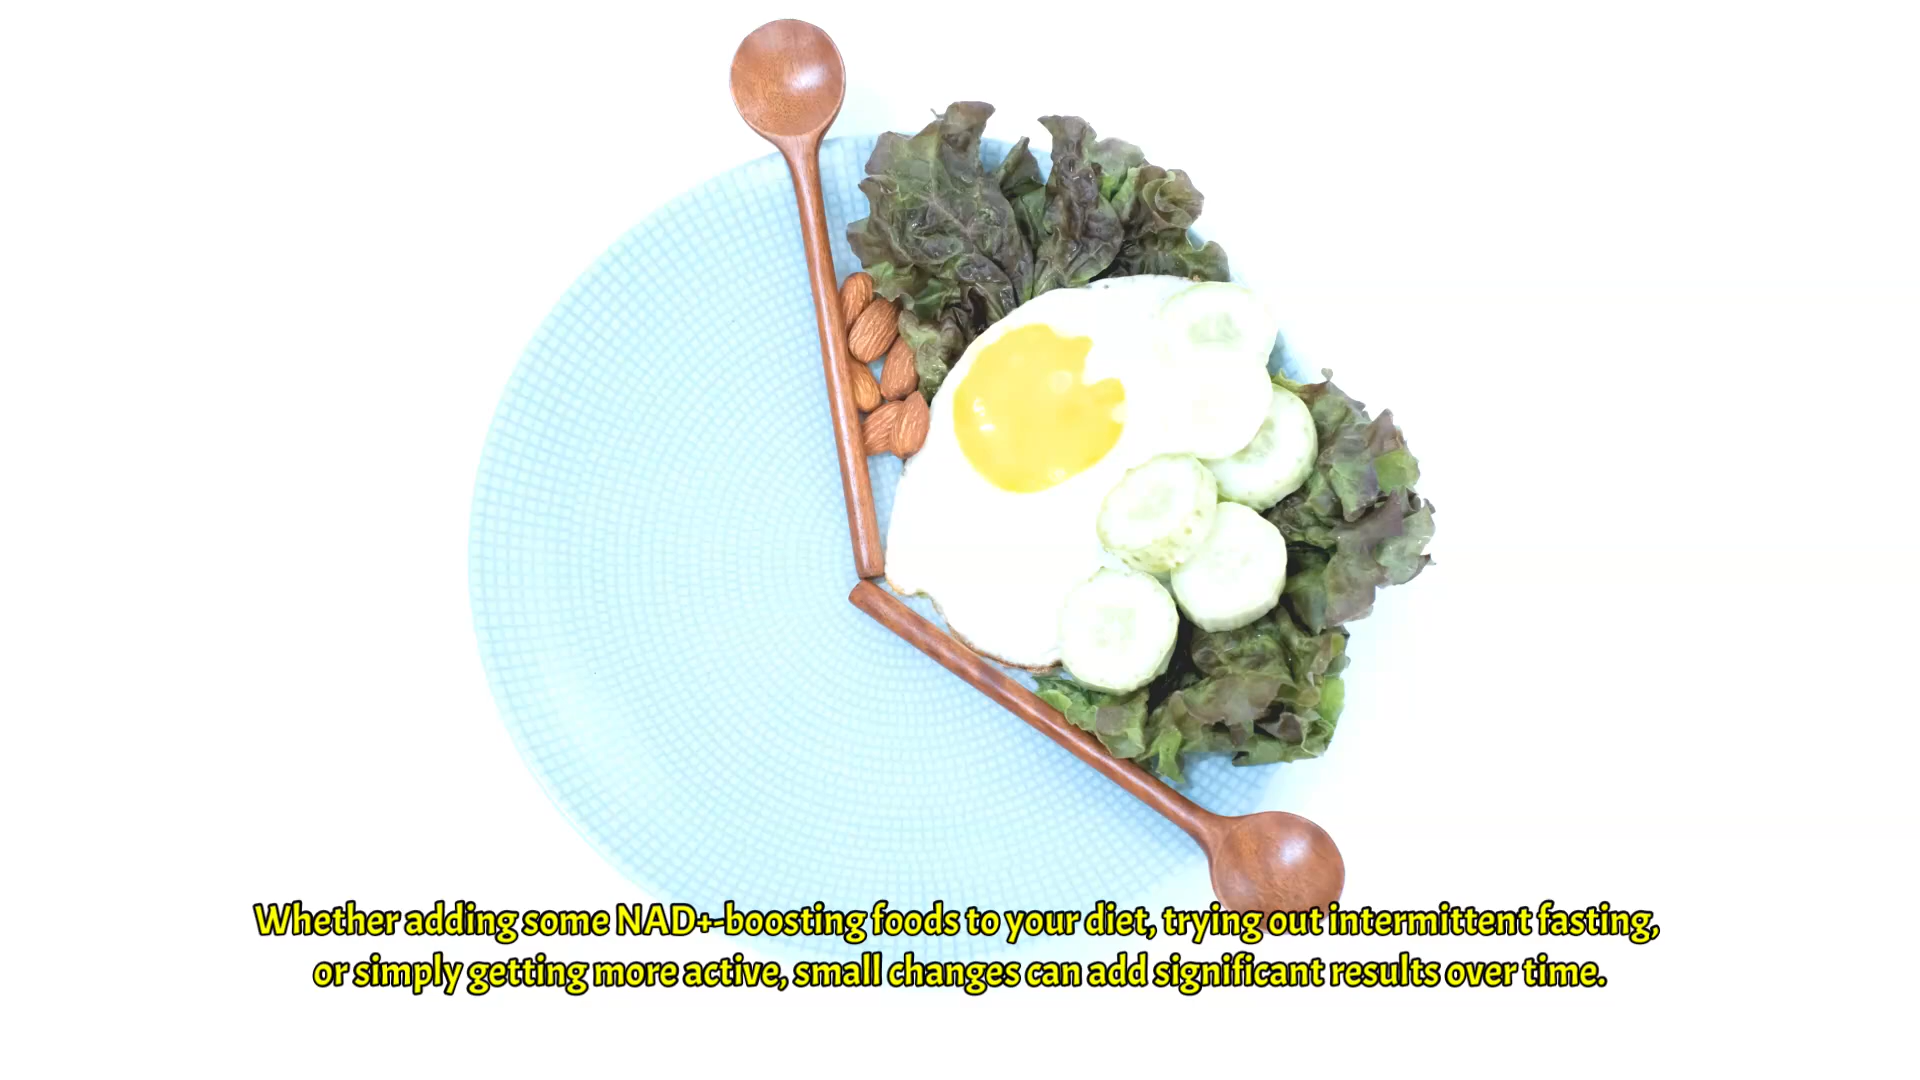 Whether adding some NAD+-boosting foods to your diet, trying out intermittent fasting,
or simply getting more active, small changes can add significant results over time.